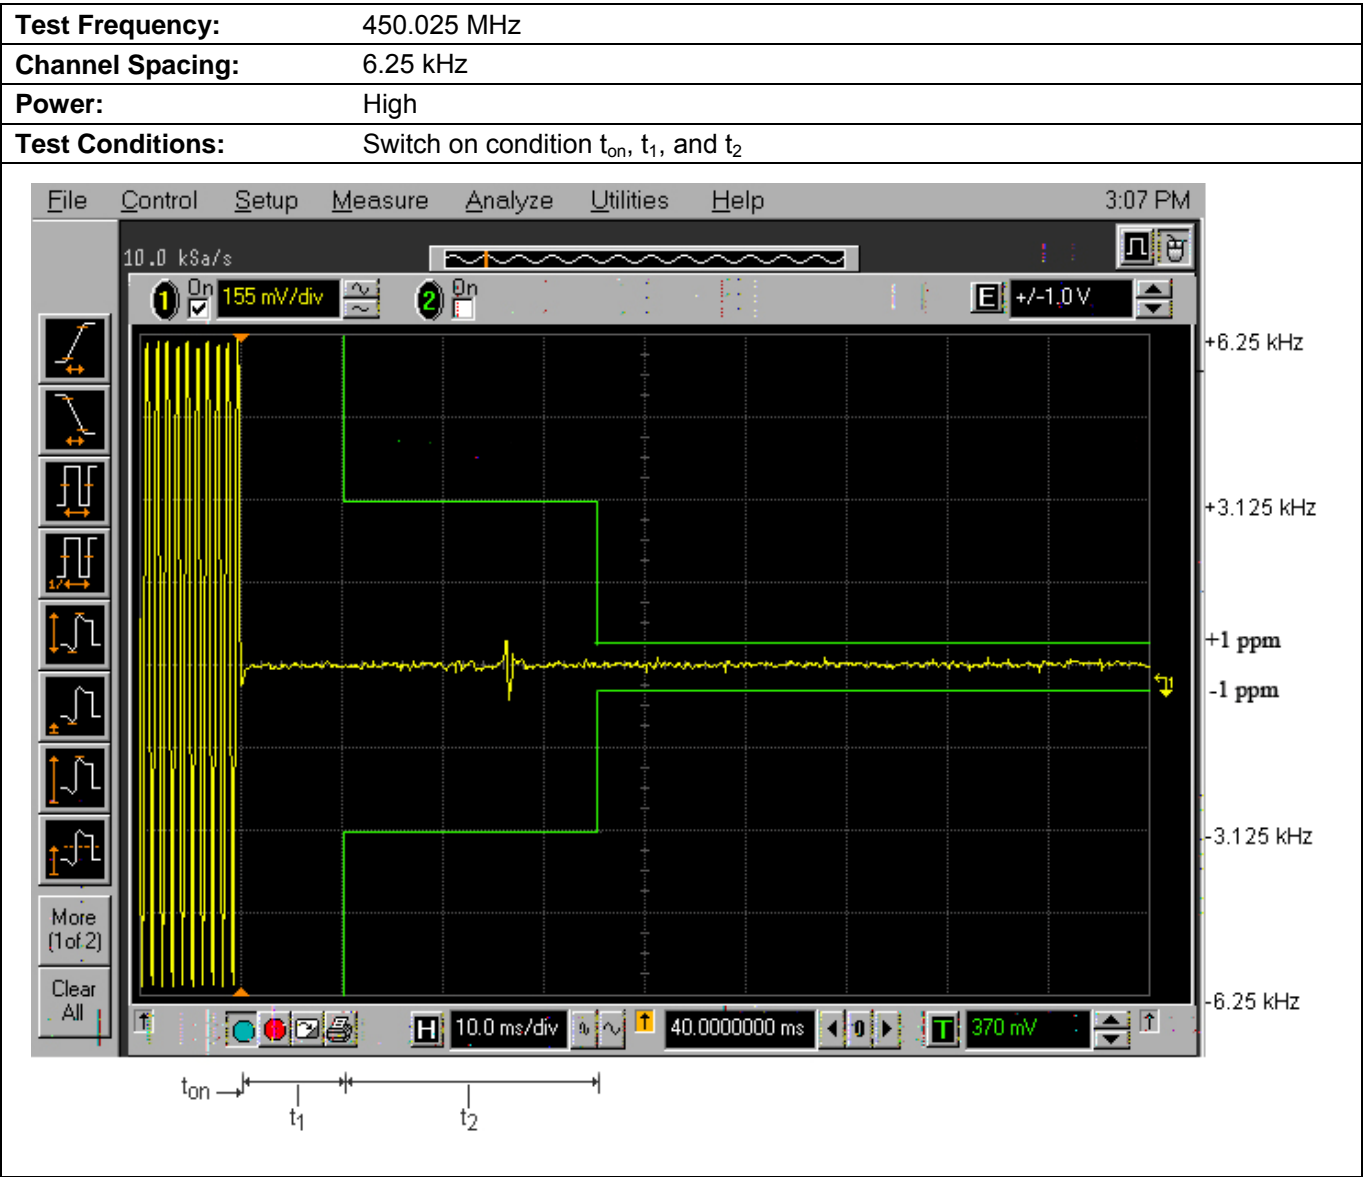 Test Frequency: 450.025 MHz
Channel Spacing: 6.25 kHz
Power: High
Test Conditions: Switch on condition ton, t1, and t2
File Control Setup Measure Analyze Utilities Help 3:07 PM
10.0 kSa/s
1 On 155 mV/div 2 On E +/-1.0 V
+6.25 kHz
+3.125 kHz
+1 ppm
-1 ppm
-3.125 kHz
-6.25 kHz
1/
More
(1of 2)
Clear
All
H 10.0 ms/div 40.0000000 ms 0 T 370 mV
ton
t1
t2